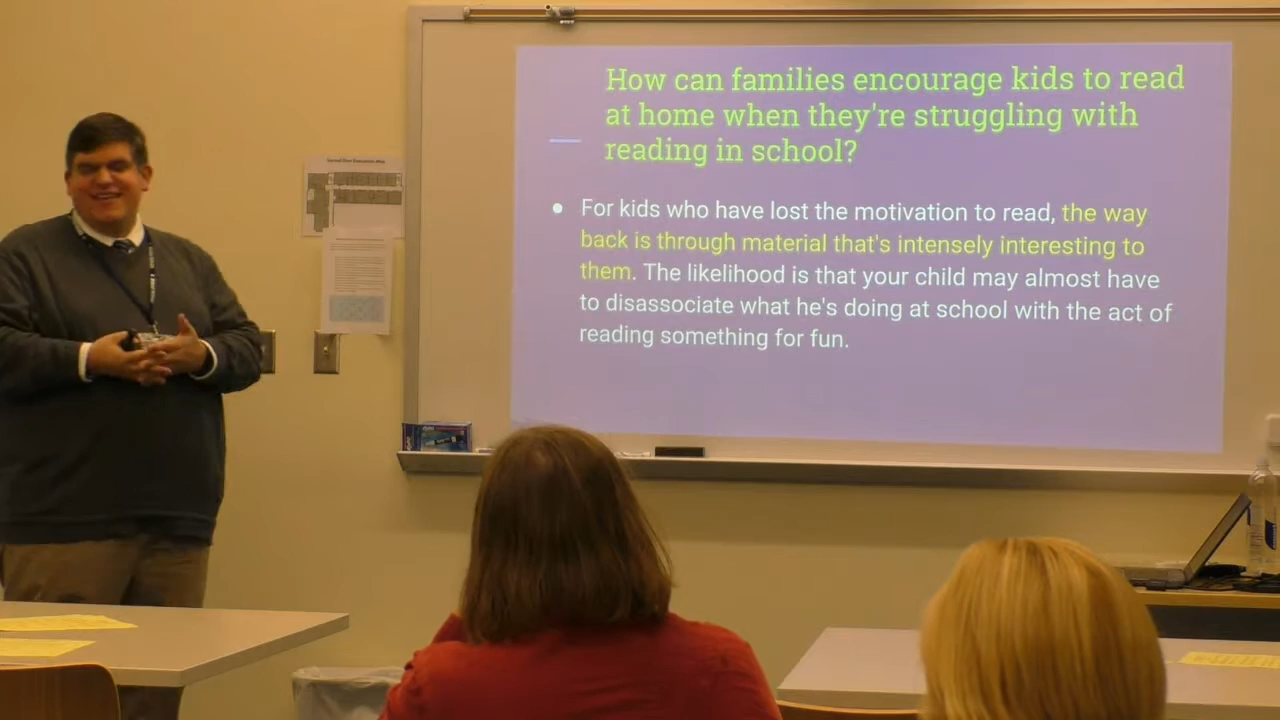 How can families encourage kids to read
at home when they're struggling with
reading in school?
• For kids who have lost the motivation to read, the way
back is through material that's intensely interesting to
them. The likelihood is that your child may almost have
to disassociate what he's doing at school with the act of
reading something for fun.